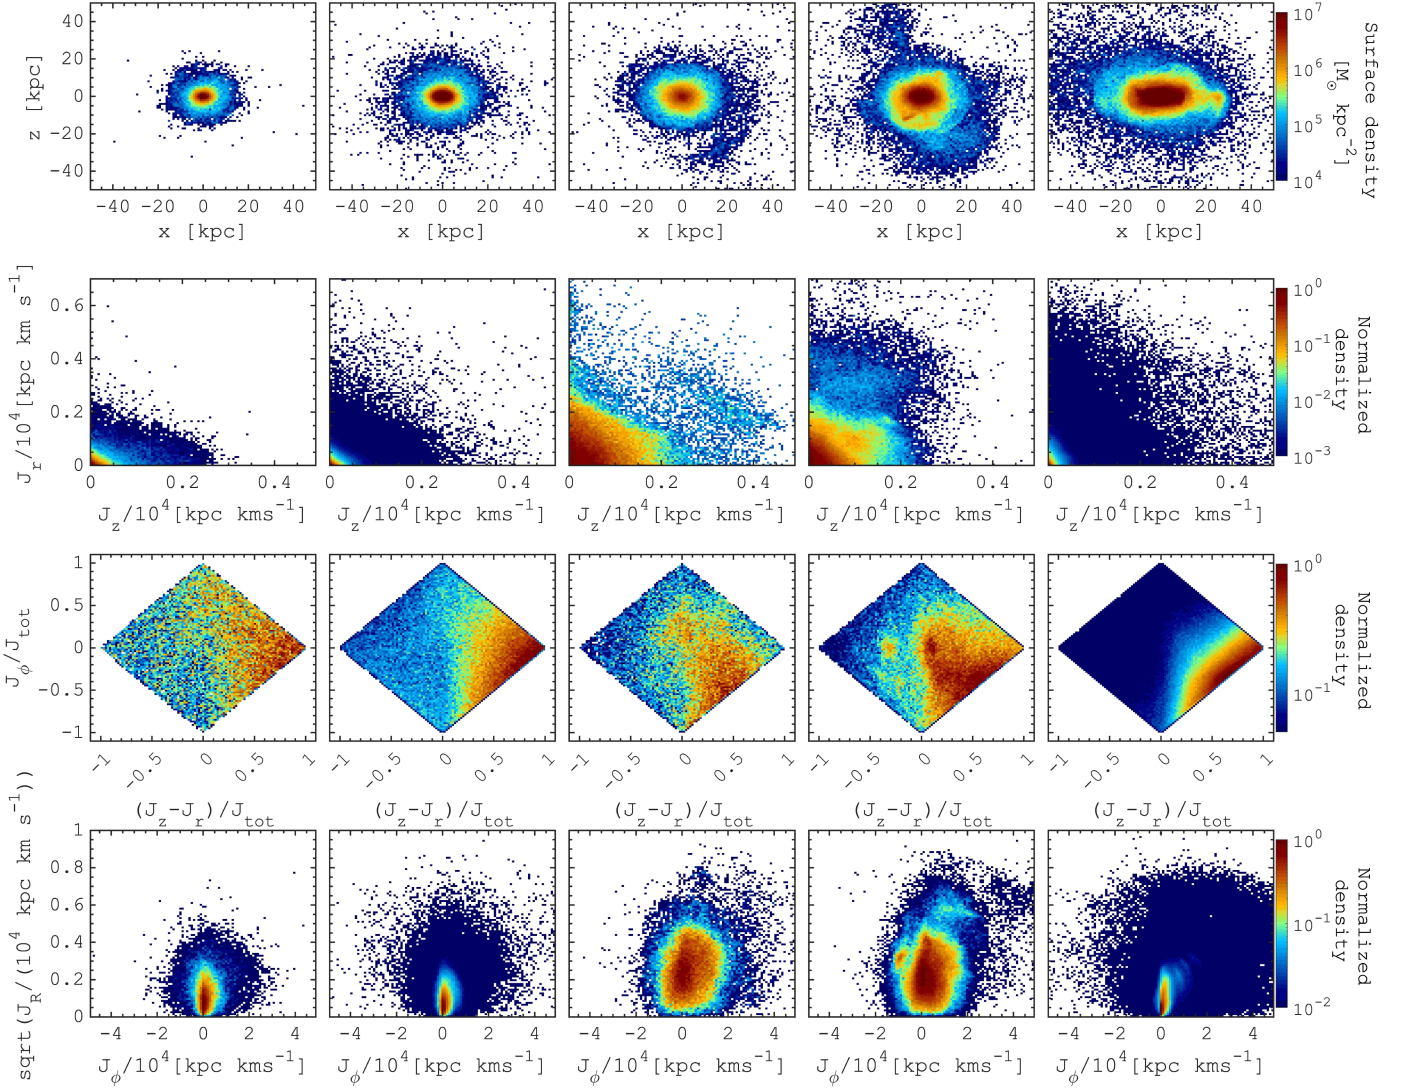 40
20
0
−20
−40
z [kpc]
−40 −20 0 20 40
−40 −20 0 20 40
−40 −20 0 20 40
−40 −20 0 20 40
−40 −20 0 20 40
x [kpc]
x [kpc]
x [kpc]
x [kpc]
x [kpc]
10^7
10^6
10^5
10^4
Surface density
[M_⊙ kpc^−2]
0.6
0.4
0.2
0
J_r/10^4[kpc km s^−1]
0 0.2 0.4
0 0.2 0.4
0 0.2 0.4
0 0.2 0.4
0 0.2 0.4
J_z/10^4[kpc kms^−1]
J_z/10^4[kpc kms^−1]
J_z/10^4[kpc kms^−1]
J_z/10^4[kpc kms^−1]
J_z/10^4[kpc kms^−1]
10^0
10^−1
10^−2
10^−3
Normalized
density
1
0.5
0
−0.5
−1
J_ϕ/J_tot
−1 −0.5 0 0.5 1
−1 −0.5 0 0.5 1
−1 −0.5 0 0.5 1
−1 −0.5 0 0.5 1
−1 −0.5 0 0.5 1
(J_z−J_r)/J_tot
(J_z−J_r)/J_tot
(J_z−J_r)/J_tot
(J_z−J_r)/J_tot
(J_z−J_r)/J_tot
10^0
10^−1
Normalized
density
1
0.8
0.6
0.4
0.2
0
sqrt(J_R/(10^4 kpc km s^−1))
−4 −2 0 2 4
−4 −2 0 2 4
−4 −2 0 2 4
−4 −2 0 2 4
−4 −2 0 2 4
J_ϕ/10^4[kpc kms^−1]
J_ϕ/10^4[kpc kms^−1]
J_ϕ/10^4[kpc kms^−1]
J_ϕ/10^4[kpc kms^−1]
J_ϕ/10^4[kpc kms^−1]
10^0
10^−1
10^−2
Normalized
density